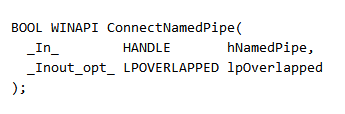 BOOL WINAPI ConnectNamedPipe(
  _In_        HANDLE       hNamedPipe,
  _Inout_opt_ LPOVERLAPPED lpOverlapped
);